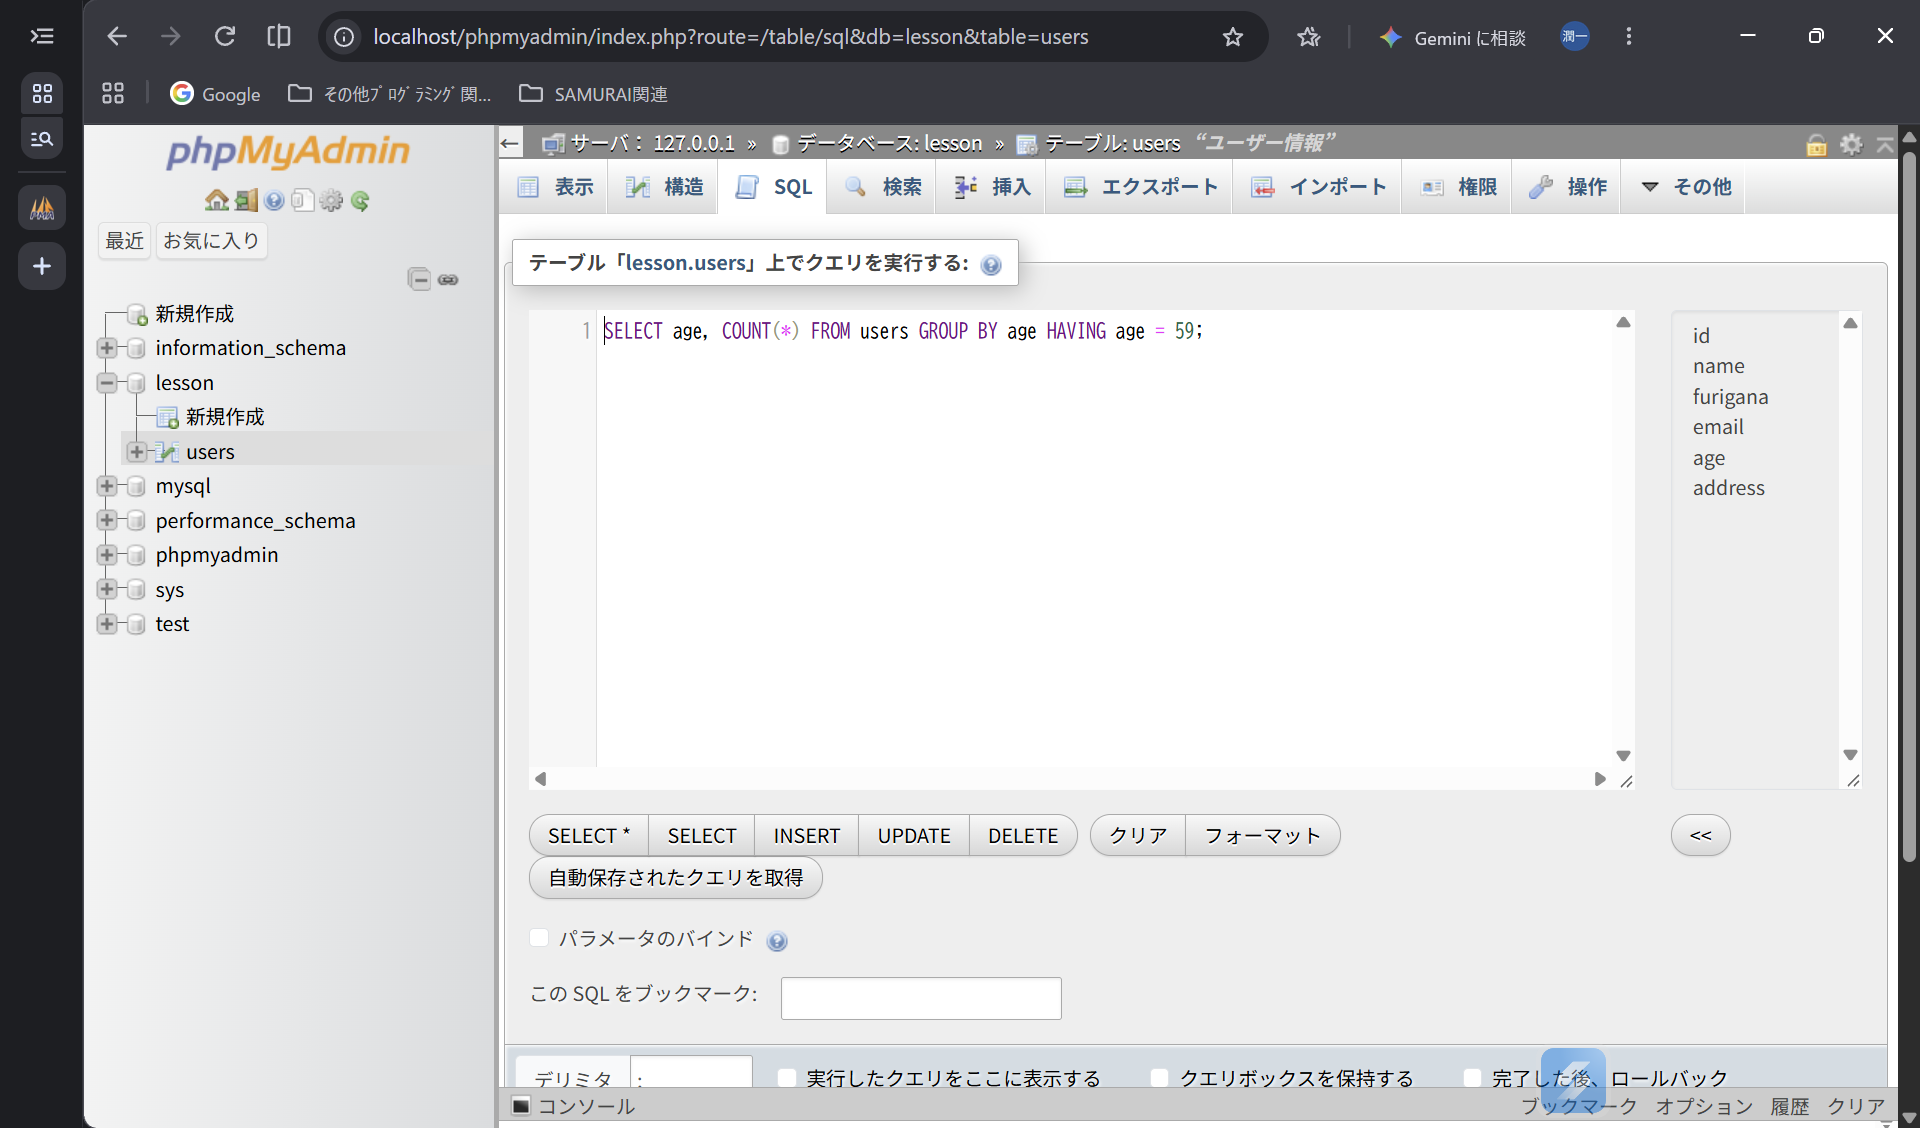 localhost/phpmyadmin/index.php?route=/table/sql&db=lesson&table=users
Gemini に相談
潤一
Google
その他ﾌﾟﾛｸﾞﾗﾐﾝｸﾞ関...
SAMURAI関連
phpMyAdmin
最近
お気に入り
新規作成
information_schema
lesson
新規作成
users
mysql
performance_schema
phpmyadmin
sys
test
サーバ： 127.0.0.1 » データベース: lesson » テーブル: users “ユーザー情報”
表示
構造
SQL
検索
挿入
エクスポート
インポート
権限
操作
その他
テーブル「lesson.users」上でクエリを実行する:
1
SELECT age, COUNT(*) FROM users GROUP BY age HAVING age = 59;
id
name
furigana
email
age
address
SELECT *
SELECT
INSERT
UPDATE
DELETE
クリア
フォーマット
<<
自動保存されたクエリを取得
パラメータのバインド
この SQL をブックマーク:
デリミタ
;
実行したクエリをここに表示する
クエリボックスを保持する
完了した後、ロールバック
コンソール
ブックマーク
オプション
履歴
クリア